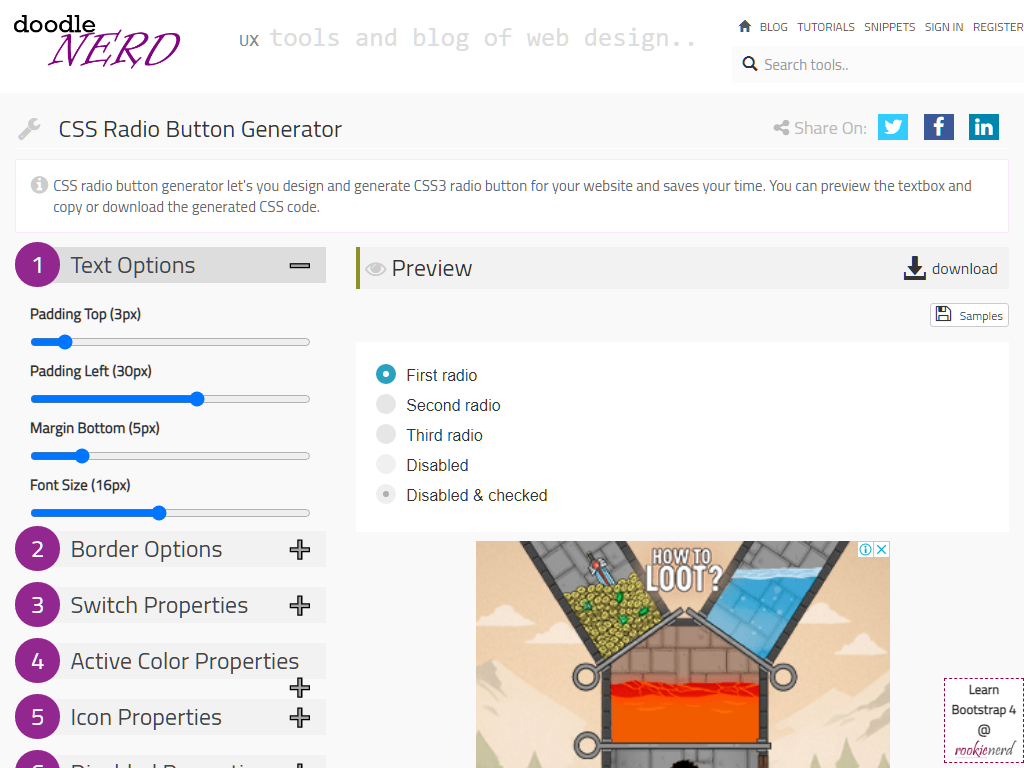 doodle
NERD
UX tools and blog of web design..
BLOG TUTORIALS SNIPPETS SIGN IN REGISTER
Search tools..
CSS Radio Button Generator
Share On:
CSS radio button generator let's you design and generate CSS3 radio button for your website and saves your time. You can preview the textbox and
copy or download the generated CSS code.
1 Text Options
Padding Top (3px)
Padding Left (30px)
Margin Bottom (5px)
Font Size (16px)
2 Border Options
3 Switch Properties
4 Active Color Properties
5 Icon Properties
Preview
download
Samples
First radio
Second radio
Third radio
Disabled
Disabled & checked
HOW TO
LOOT?
Learn
Bootstrap 4
@
rookienerd